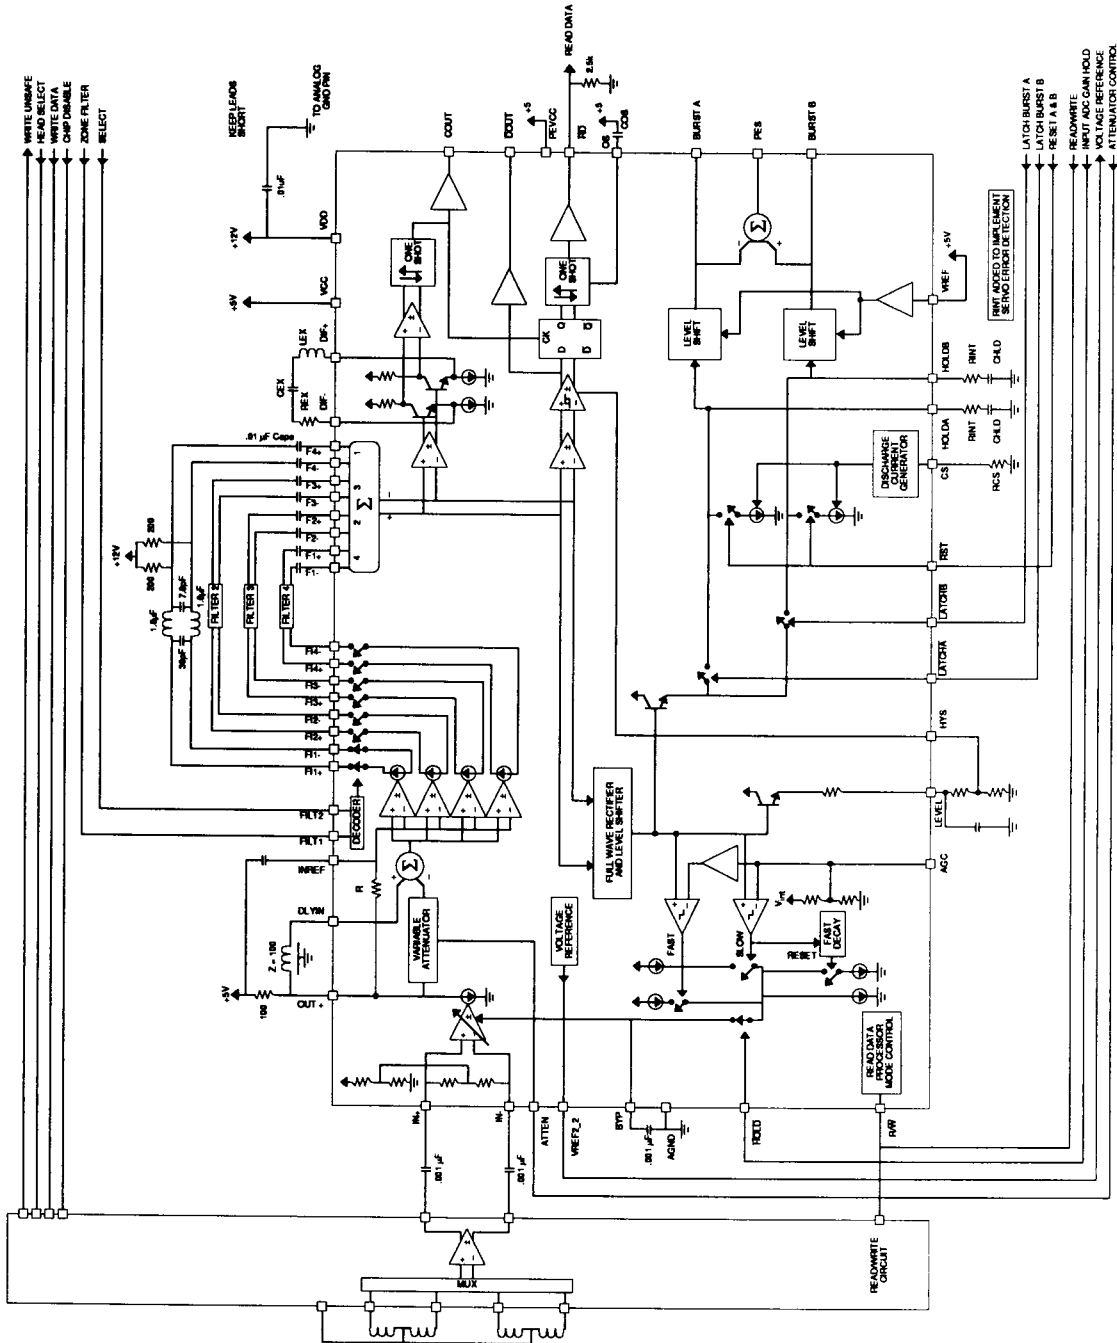 WRITE UNSAFE
HEAD SELECT
WRITE DATA
CHIP DISABLE
ZONE FILTER
SELECT
KEEP LEADS
SHORT
TO ANALOG
GND PIN
.01uF
+12V
VDD
+5V
VCC
LEX
DIF+
CEX
REX
DIF-
.01 µF Caps
F4+
F4-
F3+
F3-
F2+
F2-
F1+
F1-
1
3
2
4
Σ
+12V
200
200
7.8pF
1.8µF
1.8µF
39pF
FILTER 2
FILTER 3
FILTER 4
FI4-
FI4+
FI3-
FI3+
FI2-
FI2+
FI1-
FI1+
FILT2
FILT1
DECODER
INREF
R
DLYIN
Z = 100
OUT +
100
+5V
Σ
VARIABLE
ATTENUATOR
COUT
DOUT
PEVCC
+5
RD
READ DATA
2.5k
OS
COS
+5
ONE
SHOT
ONE
SHOT
CK
D
Q
D
Q
BURST A
PES
BURST B
Σ
LEVEL
SHIFT
LEVEL
SHIFT
VREF
+5V
RINT ADDED TO IMPLEMENT
SERVO ERROR DETECTION
HOLDB
RINT
CHLD
HOLDA
RINT
CHLD
DISCHARGE
CURRENT
GENERATOR
CS
RCS
RST
LATCHB
LATCHA
HYS
LEVEL
AGC
FULL WAVE RECTIFIER
AND LEVEL SHIFTER
VOLTAGE
REFERENCE
FAST
SLOW
Vint
FAST
DECAY
RESET
READ DATA
PROCESSOR
MODE CONTROL
IN+
IN-
ATTEN
VREF2_2
BYP
.001 µF
AGND
HOLD
R/W
.001 µF
.001 µF
MUX
READ/WRITE
CIRCUIT
LATCH BURST A
LATCH BURST B
RESET A & B
READ/WRITE
INPUT ADC GAIN HOLD
VOLTAGE REFERENCE
ATTENUATOR CONTROL